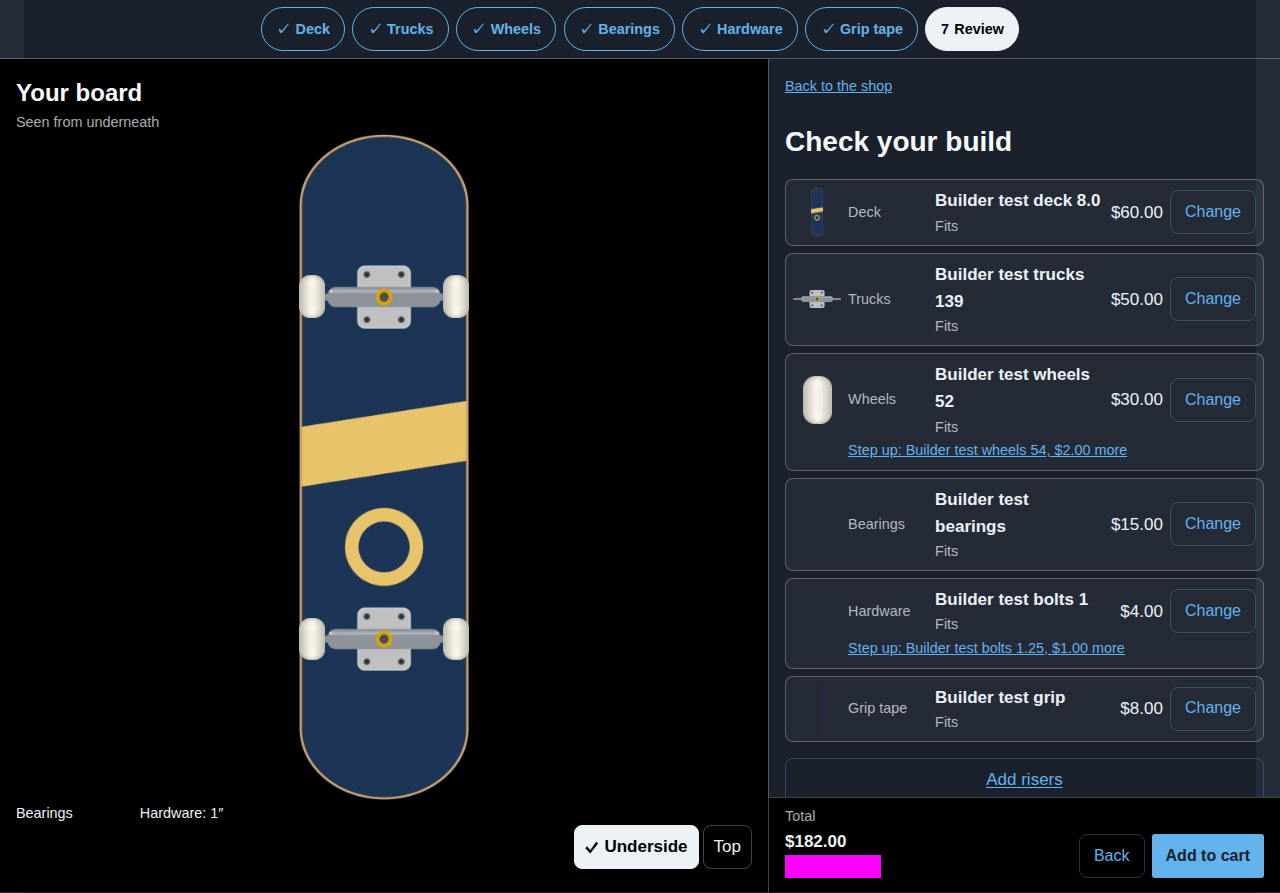 ✓ Deck ✓ Trucks ✓ Wheels ✓ Bearings ✓ Hardware ✓ Grip tape 7 Review
Your board
Seen from underneath
Bearings Hardware: 1″
✓ Underside Top
Back to the shop
Check your build
Deck Builder test deck 8.0 $60.00 Change
Fits
Trucks Builder test trucks
139 $50.00 Change
Fits
Wheels Builder test wheels
52 $30.00 Change
Fits
Step up: Builder test wheels 54, $2.00 more
Bearings Builder test
bearings $15.00 Change
Fits
Hardware Builder test bolts 1 $4.00 Change
Fits
Step up: Builder test bolts 1.25, $1.00 more
Grip tape Builder test grip $8.00 Change
Fits
Add risers
Total
$182.00
Back Add to cart